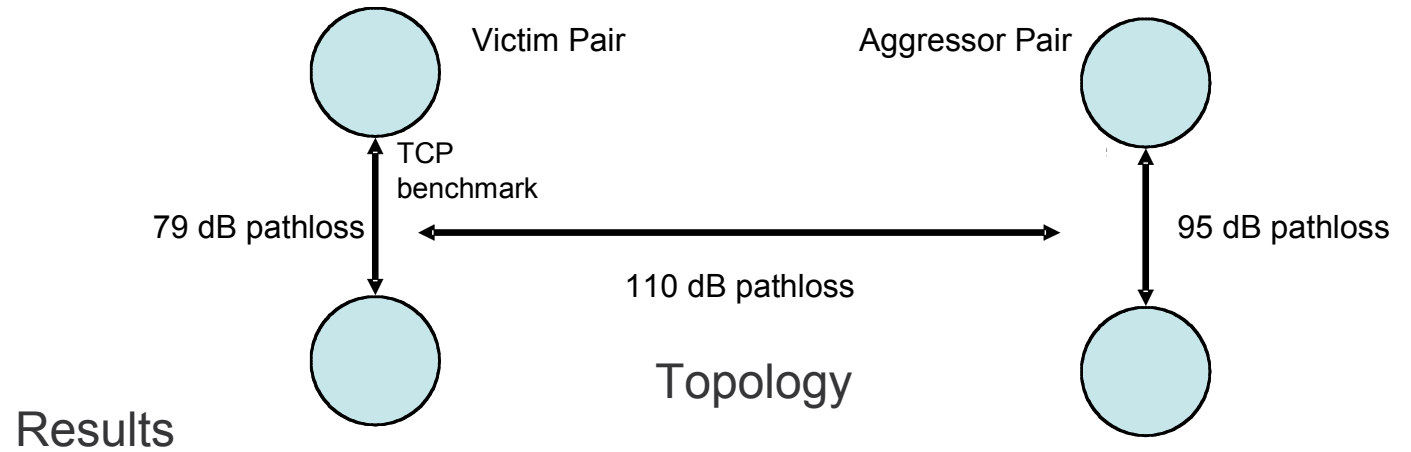 Victim Pair
Aggressor Pair
TCP
benchmark
79 dB pathloss
95 dB pathloss
110 dB pathloss
Topology
Results